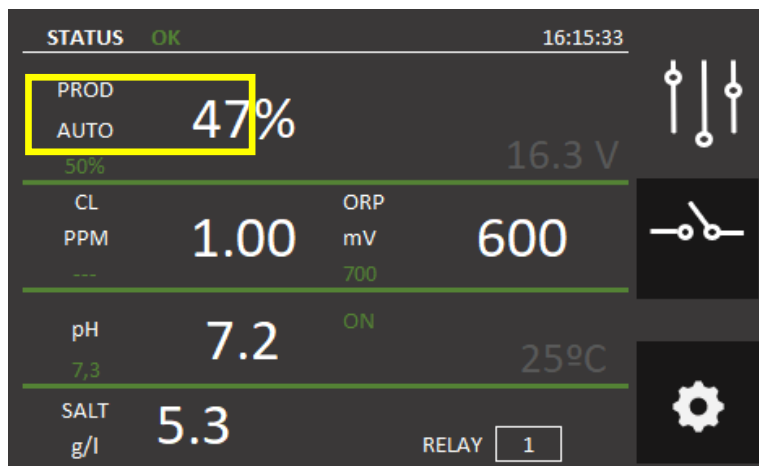 STATUS OK 16:15:33
PROD
AUTO 47%
50% 16.3 V
CL ORP
PPM 1.00 mV 600
--- 700
pH 7.2 ON
7,3 25ºC
SALT 5.3
g/l RELAY 1